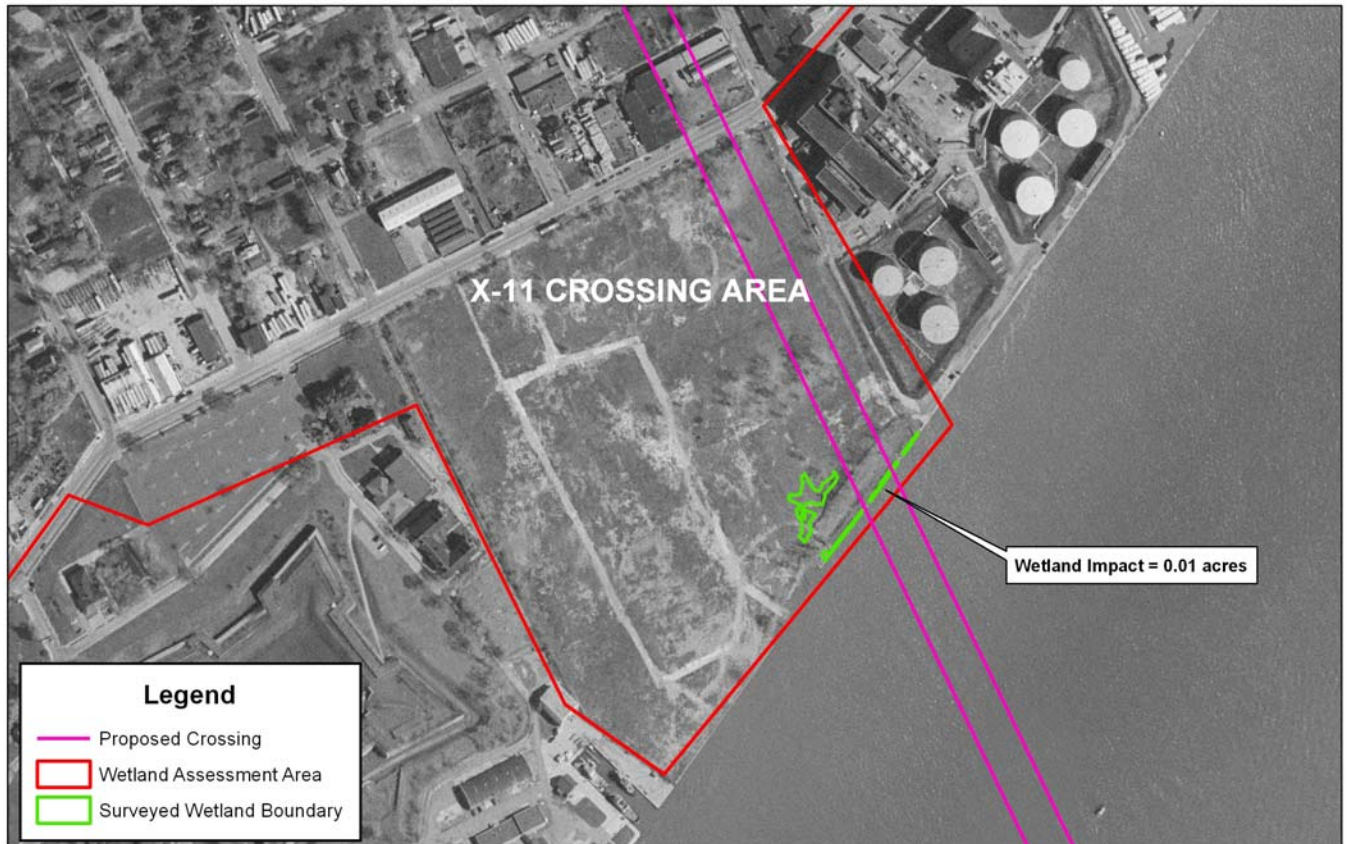 X-11 CROSSING AREA
Wetland Impact = 0.01 acres
Legend
Proposed Crossing
Wetland Assessment Area
Surveyed Wetland Boundary